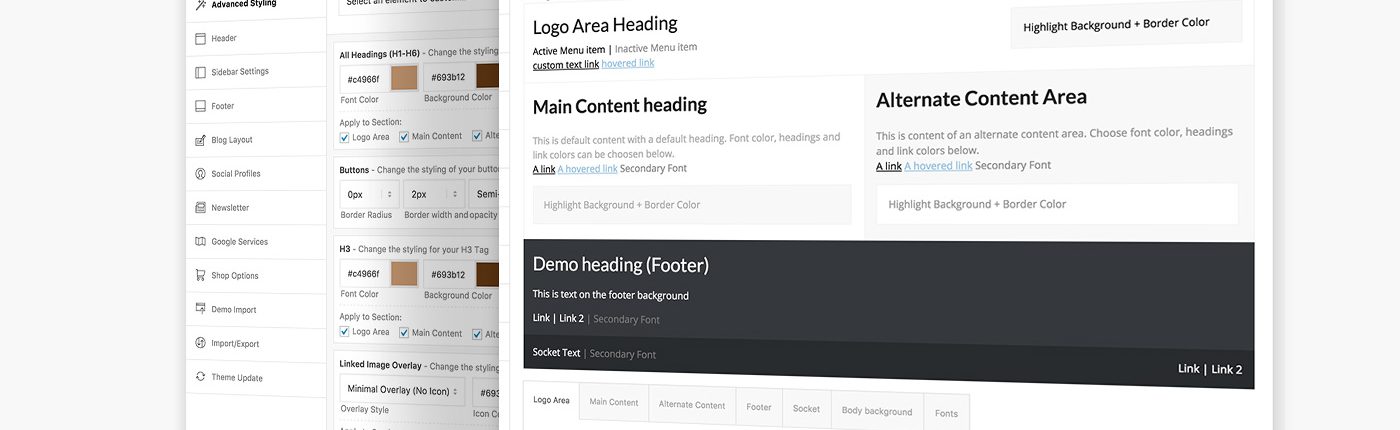 Advanced Styling
Header
Sidebar Settings
Footer
Blog Layout
Social Profiles
Newsletter
Google Services
Shop Options
Demo Import
Import/Export
Theme Update
Select an element to
All Headings (H1-H6) - Change the styling
#c4966f #693b12
Font Color Background Color
Apply to Section:
Logo Area Main Content Alte
Buttons - Change the styling of your button
0px 2px Semi-
Border Radius Border width and opacity
H3 - Change the styling for your H3 Tag
#c4966f #693b12
Font Color Background Color
Apply to Section:
Logo Area Main Content Alte
Linked Image Overlay - Change the styling
Minimal Overlay (No Icon) #693
Overlay Style Icon C
Logo Area Heading
Active Menu item | Inactive Menu item
custom text link hovered link
Highlight Background + Border Color
Main Content heading
This is default content with a default heading. Font color, headings and
link colors can be choosen below.
A link A hovered link Secondary Font
Highlight Background + Border Color
Alternate Content Area
This is content of an alternate content area. Choose font color, headings
and link colors below.
A link A hovered link Secondary Font
Highlight Background + Border Color
Demo heading (Footer)
This is text on the footer background
Link | Link 2 | Secondary Font
Socket Text | Secondary Font
Link | Link 2
Logo Area Main Content Alternate Content Footer Socket Body background Fonts